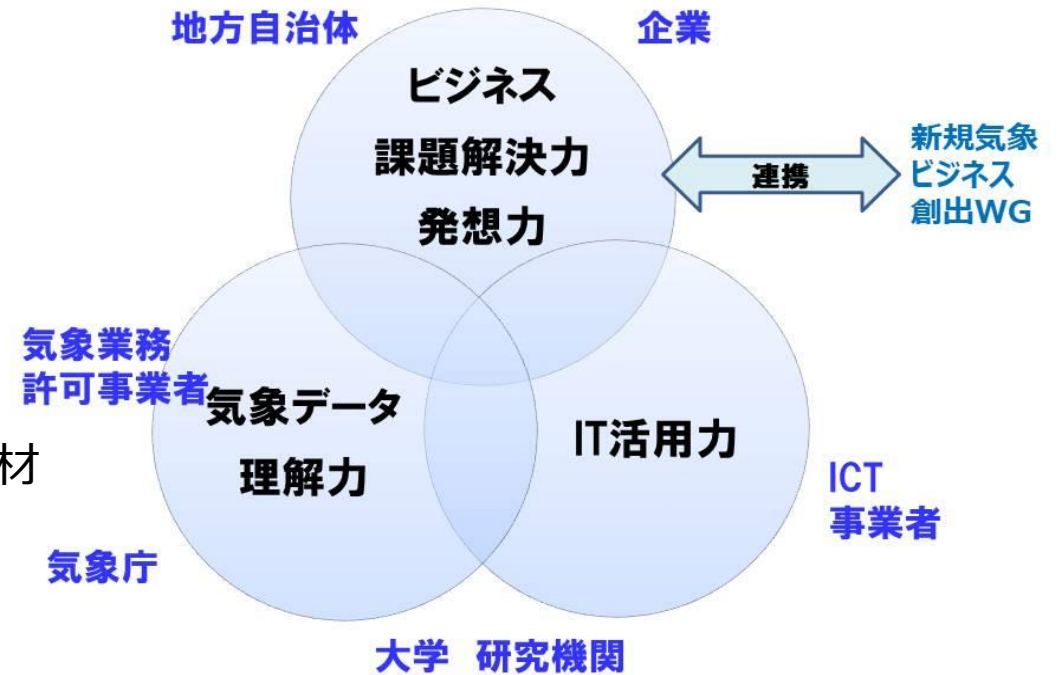 地方自治体
企業
ビジネス
課題解決力
発想力
連携
新規気象
ビジネス
創出WG
気象業務
許可事業者
気象データ
理解力
IT活用力
材
ICT
事業者
気象庁
大学 研究機関